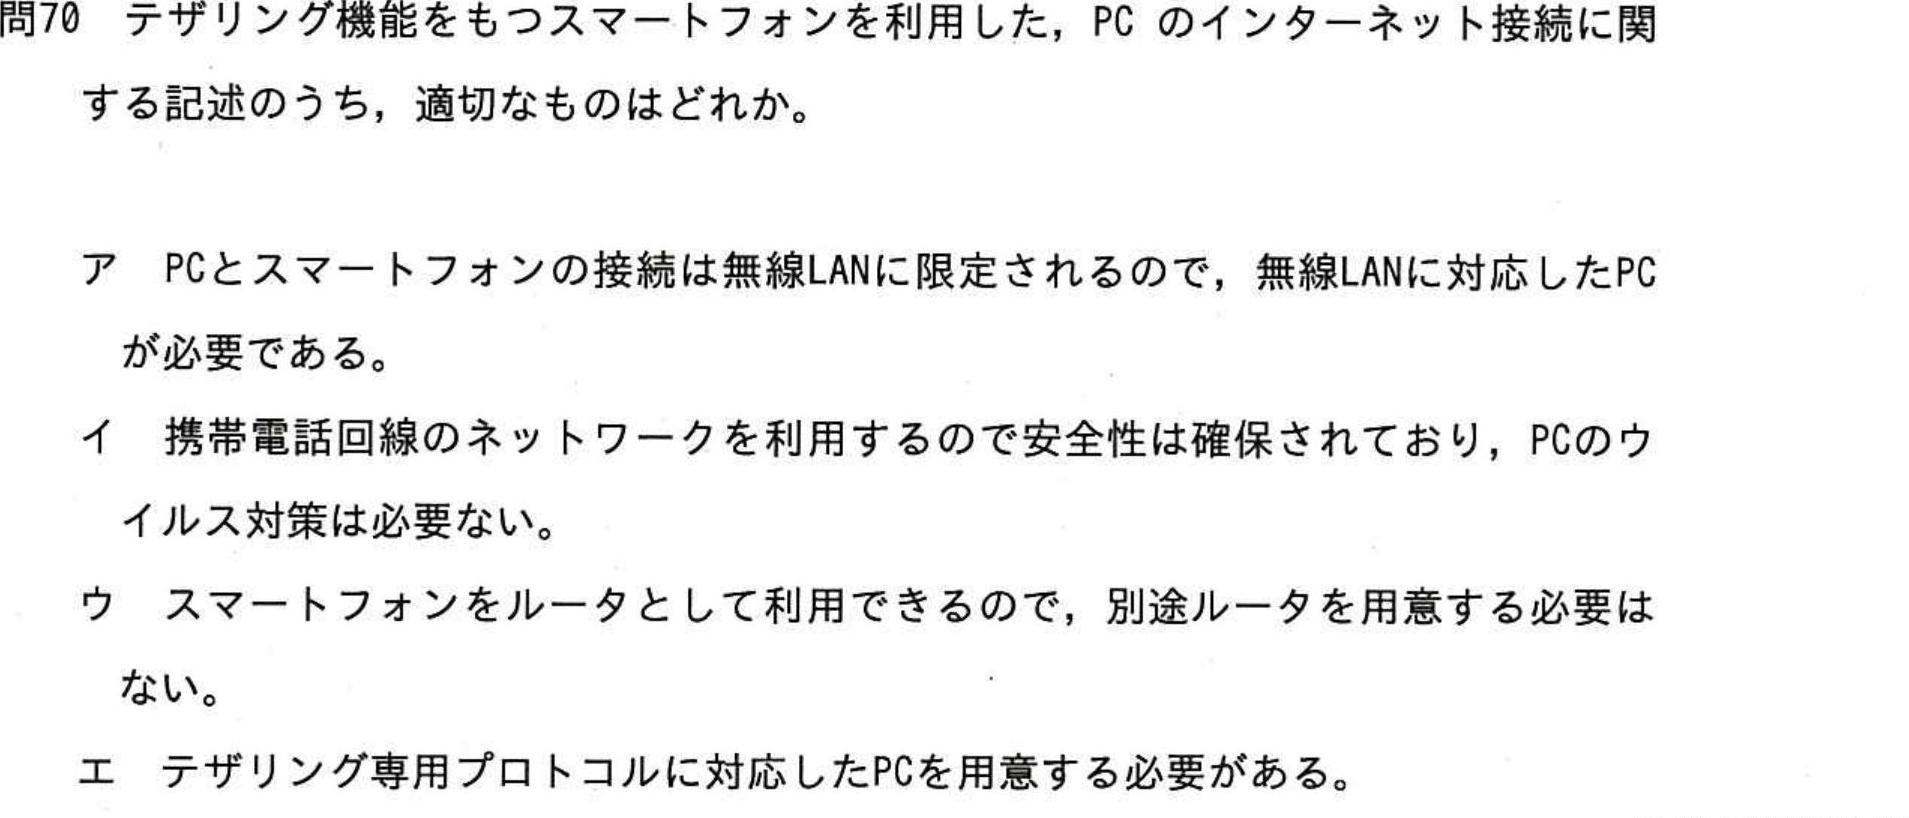 問70　テザリング機能をもつスマートフォンを利用した，PC のインターネット接続に関
する記述のうち，適切なものはどれか。
ア　PCとスマートフォンの接続は無線LANに限定されるので，無線LANに対応したPC
が必要である。
イ　携帯電話回線のネットワークを利用するので安全性は確保されており，PCのウ
イルス対策は必要ない。
ウ　スマートフォンをルータとして利用できるので，別途ルータを用意する必要は
ない。
エ　テザリング専用プロトコルに対応したPCを用意する必要がある。